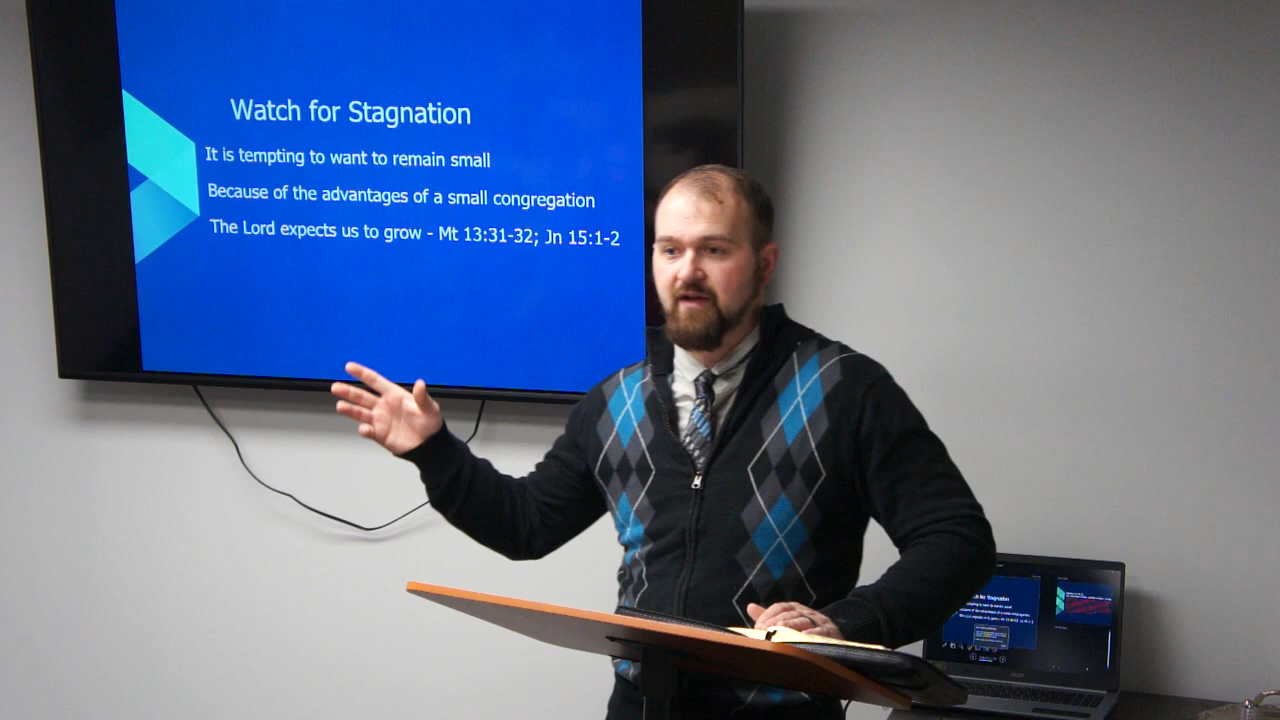 Watch for Stagnation
It is tempting to want to remain small
Because of the advantages of a small congregation
The Lord expects us to grow - Mt 13:31-32; Jn 15:1-2